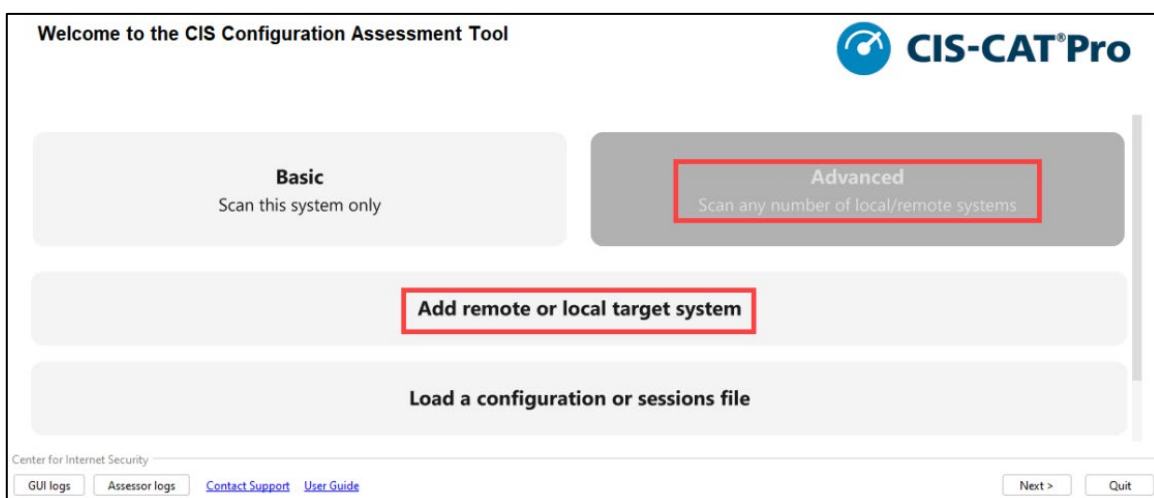 Welcome to the CIS Configuration Assessment Tool
CIS-CAT®Pro
Basic
Scan this system only
Advanced
Scan any number of local/remote systems
Add remote or local target system
Load a configuration or sessions file
Center for Internet Security
GUI logs
Assessor logs
Contact Support
User Guide
Next >
Quit